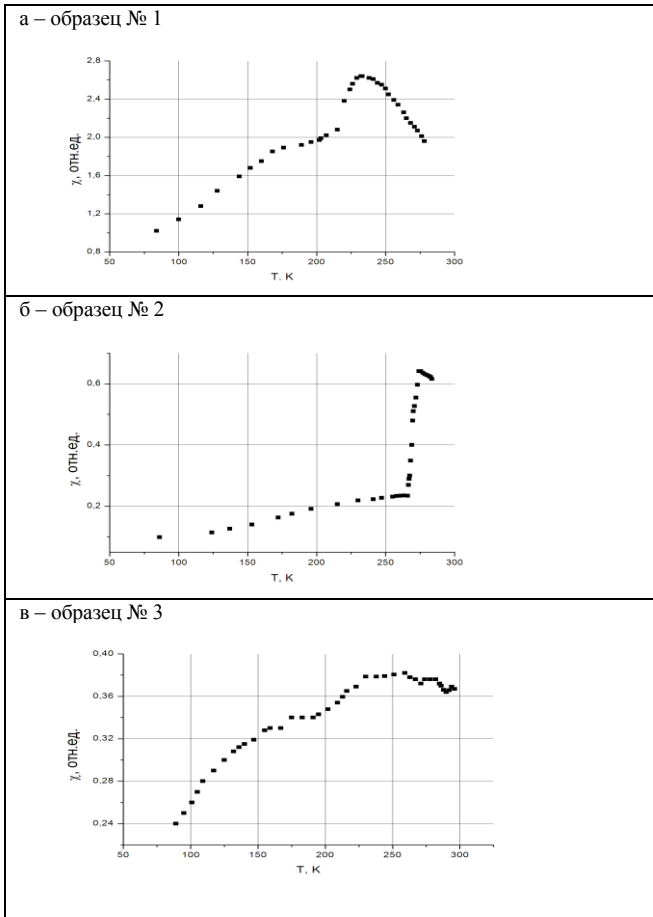 а – образец № 1
2,8
2,4
2,0
1,6
1,2
0,8
χ, отн.ед.
50 100 150 200 250 300
T. K
б – образец № 2
0,6
0,4
0,2
χ, отн.ед.
50 100 150 200 250 300
T, K
в – образец № 3
0,40
0,36
0,32
0,28
0,24
χ, отн.ед.
50 100 150 200 250 300
T, K